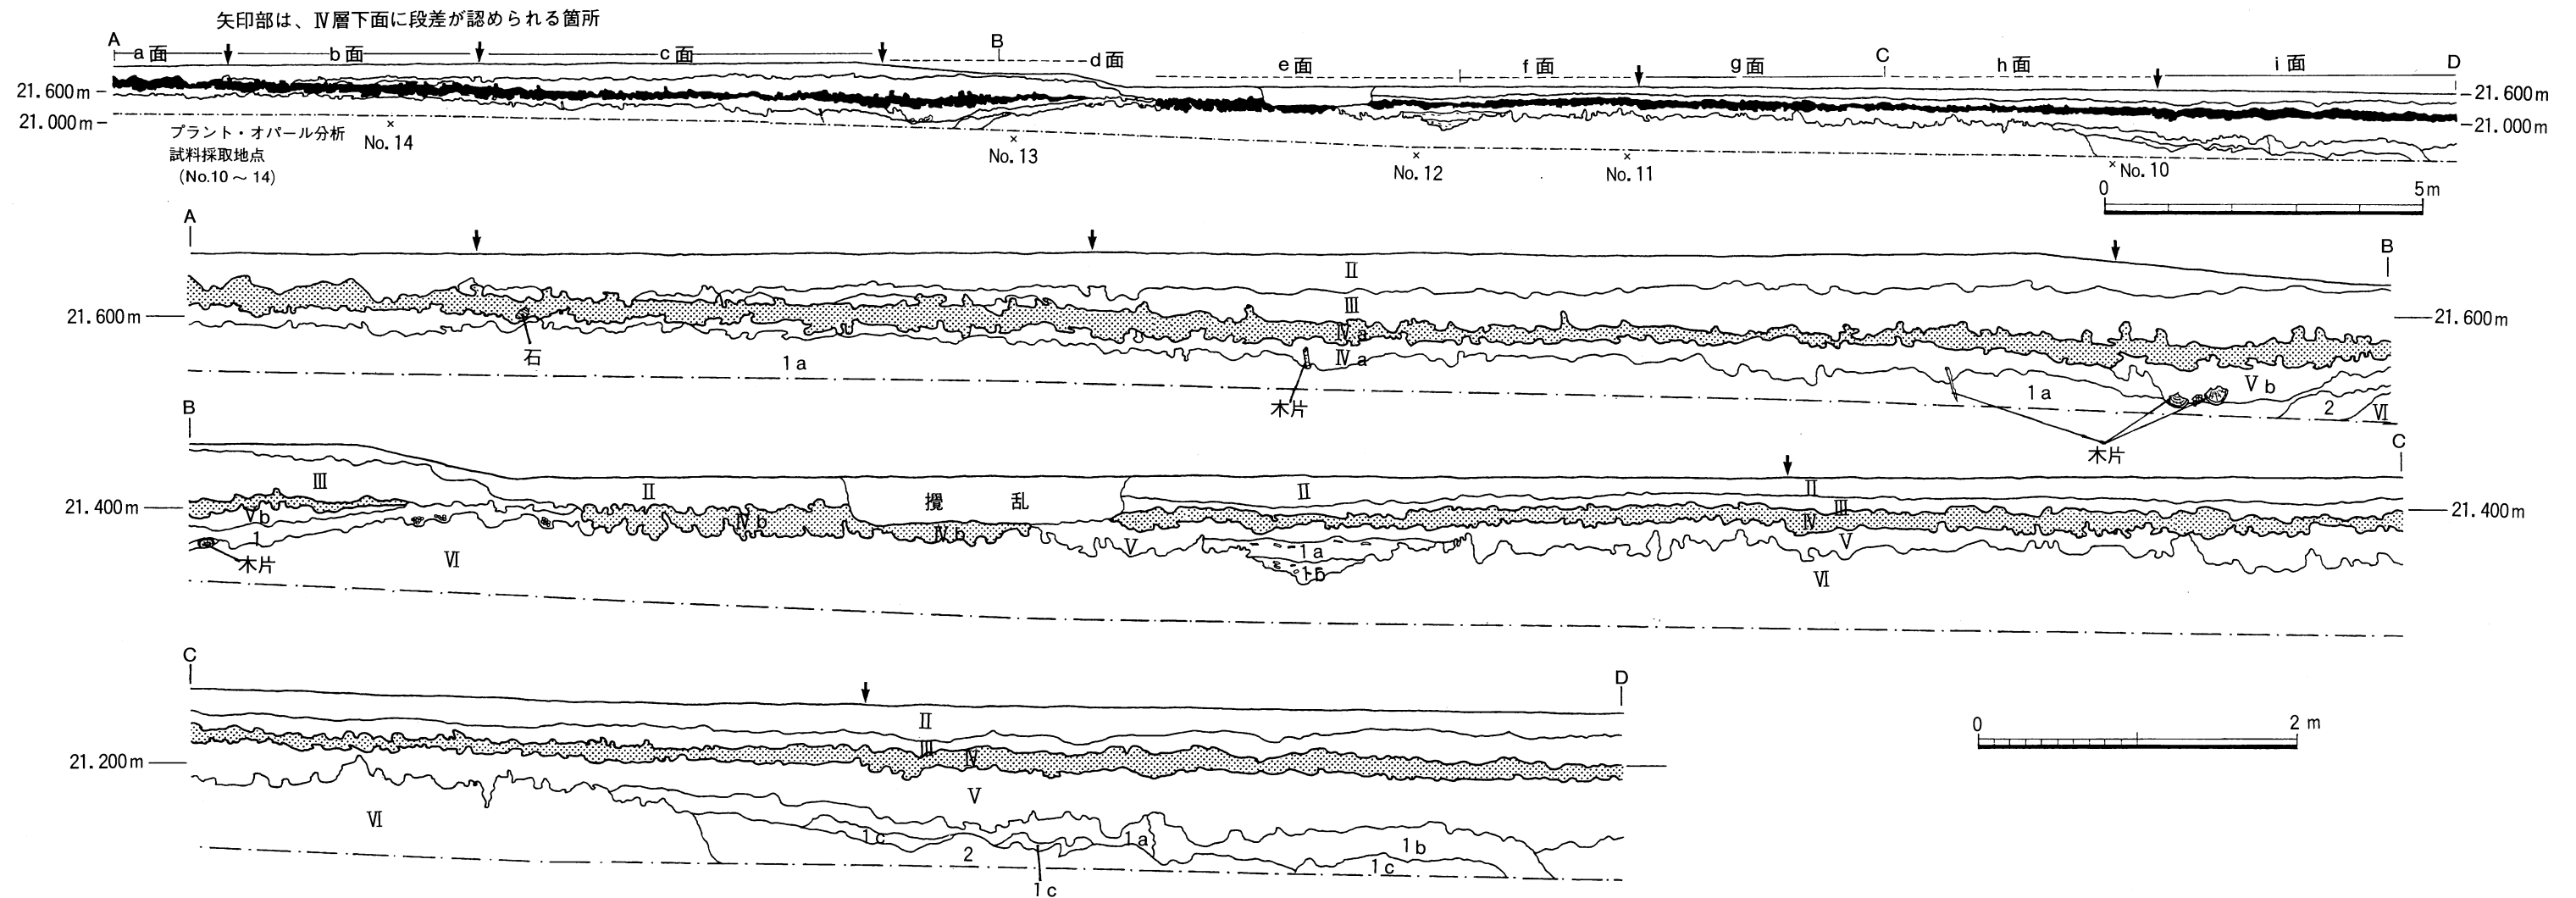 矢印部は、Ⅳ層下面に段差が認められる箇所
A a面 b面 c面 B d面 e面 f面 g面 C h面 i面 D
21.600m 21.600m
21.000m 21.000m
プラント・オパール分析
試料採取地点
(No.10～14)
No.14 No.13 No.12 No.11 No.10
0 5m
A B
Ⅱ
Ⅲ
21.600m Ⅳa 21.600m
石 1a Ⅳa 1a Ⅴb 2 Ⅵ
木片 木片
B C
Ⅲ Ⅱ 攪乱 Ⅱ Ⅱ
21.400m Ⅴb Ⅳb Ⅳb Ⅲ Ⅳ 21.400m
1 Ⅴ 1a Ⅴ
木片 Ⅵ 1b Ⅵ
C D
Ⅱ 0 2m
Ⅲ Ⅳ
21.200m
Ⅴ
Ⅵ 1c 1a 1b
2 1c
1c